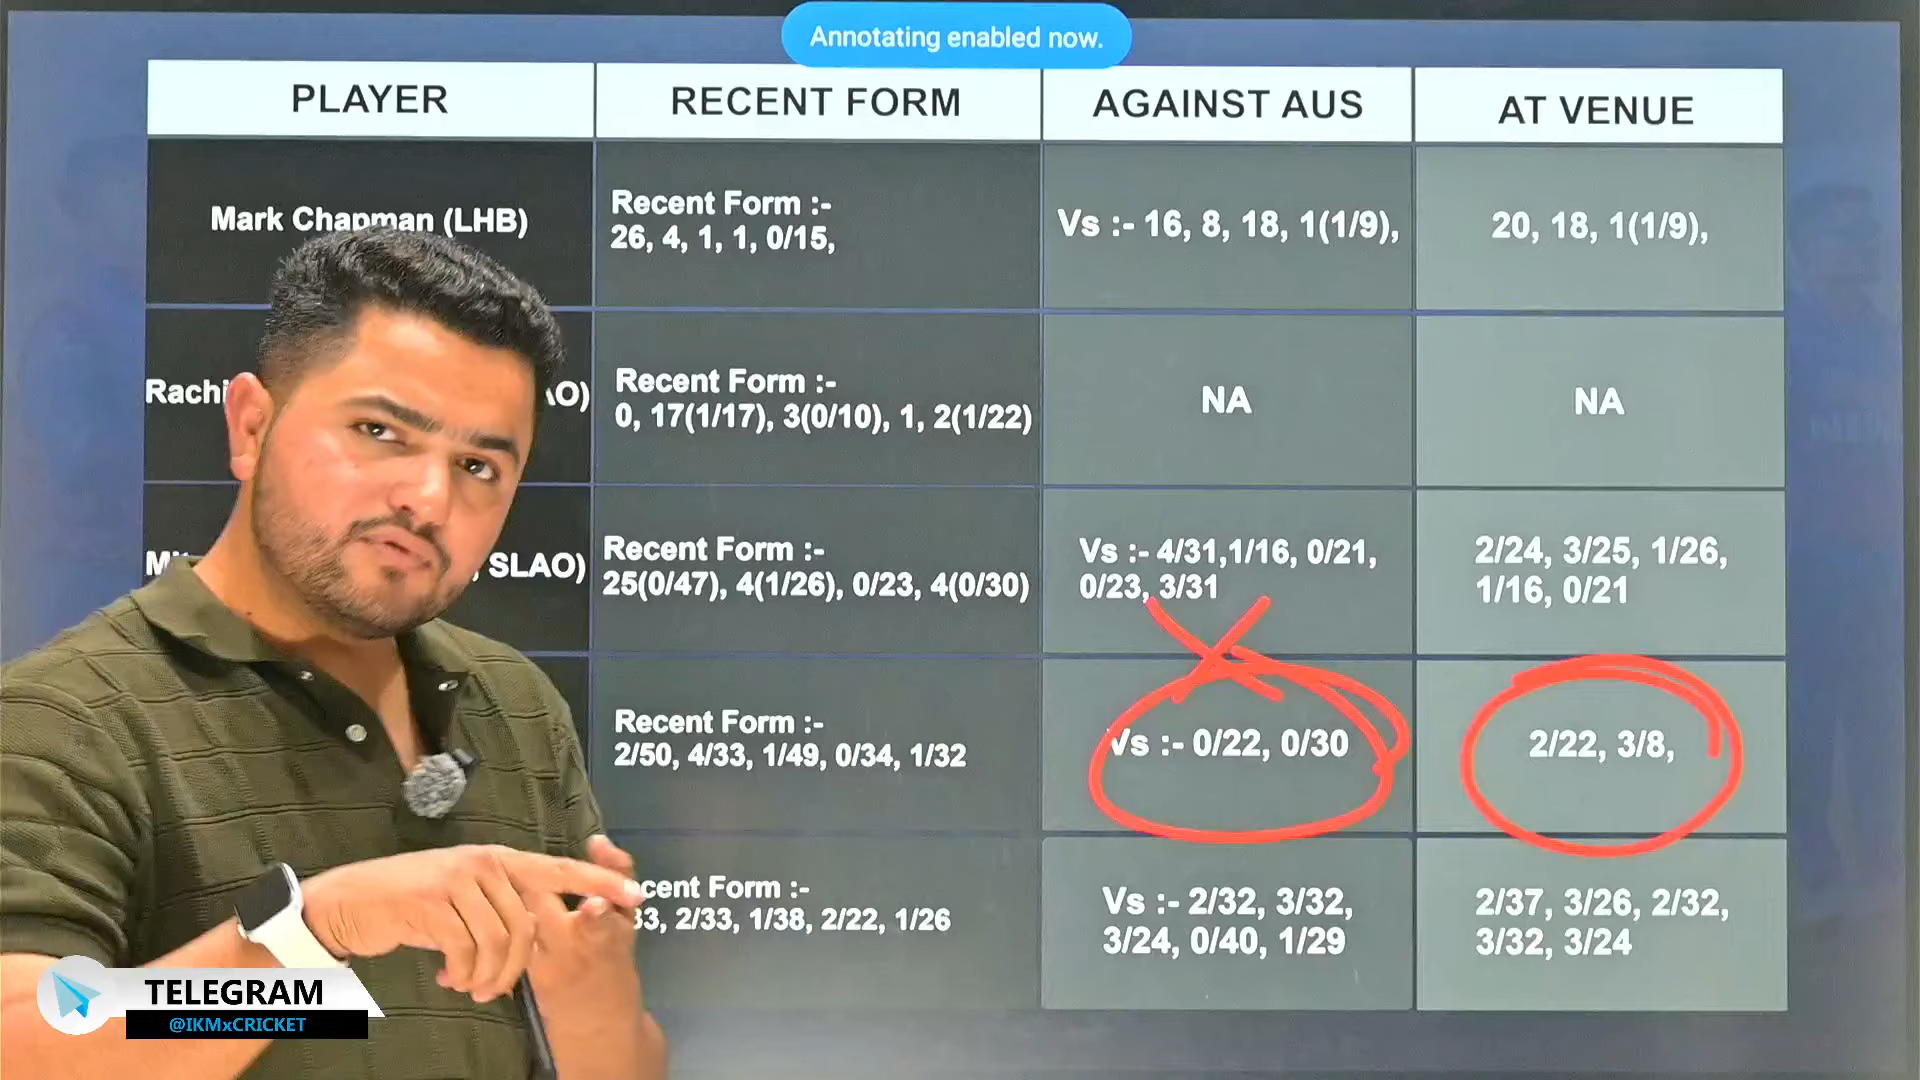 Annotating enabled now.
PLAYER
RECENT FORM
AGAINST AUS
AT VENUE
Mark Chapman (LHB)
Recent Form :-
26, 4, 1, 1, 0/15,
Vs :- 16, 8, 18, 1(1/9),
20, 18, 1(1/9),
Recent Form :-
0, 17(1/17), 3(0/10), 1, 2(1/22)
NA
NA
SLAO)
Recent Form :-
25(0/47), 4(1/26), 0/23, 4(0/30)
Vs :- 4/31,1/16, 0/21,
0/23, 3/31
2/24, 3/25, 1/26,
1/16, 0/21
Recent Form :-
2/50, 4/33, 1/49, 0/34, 1/32
Vs :- 0/22, 0/30
2/22, 3/8,
Form :-
2/33, 1/38, 2/22, 1/26
Vs :- 2/32, 3/32,
3/24, 0/40, 1/29
2/37, 3/26, 2/32,
3/32, 3/24
TELEGRAM
@IKMxCRICKET